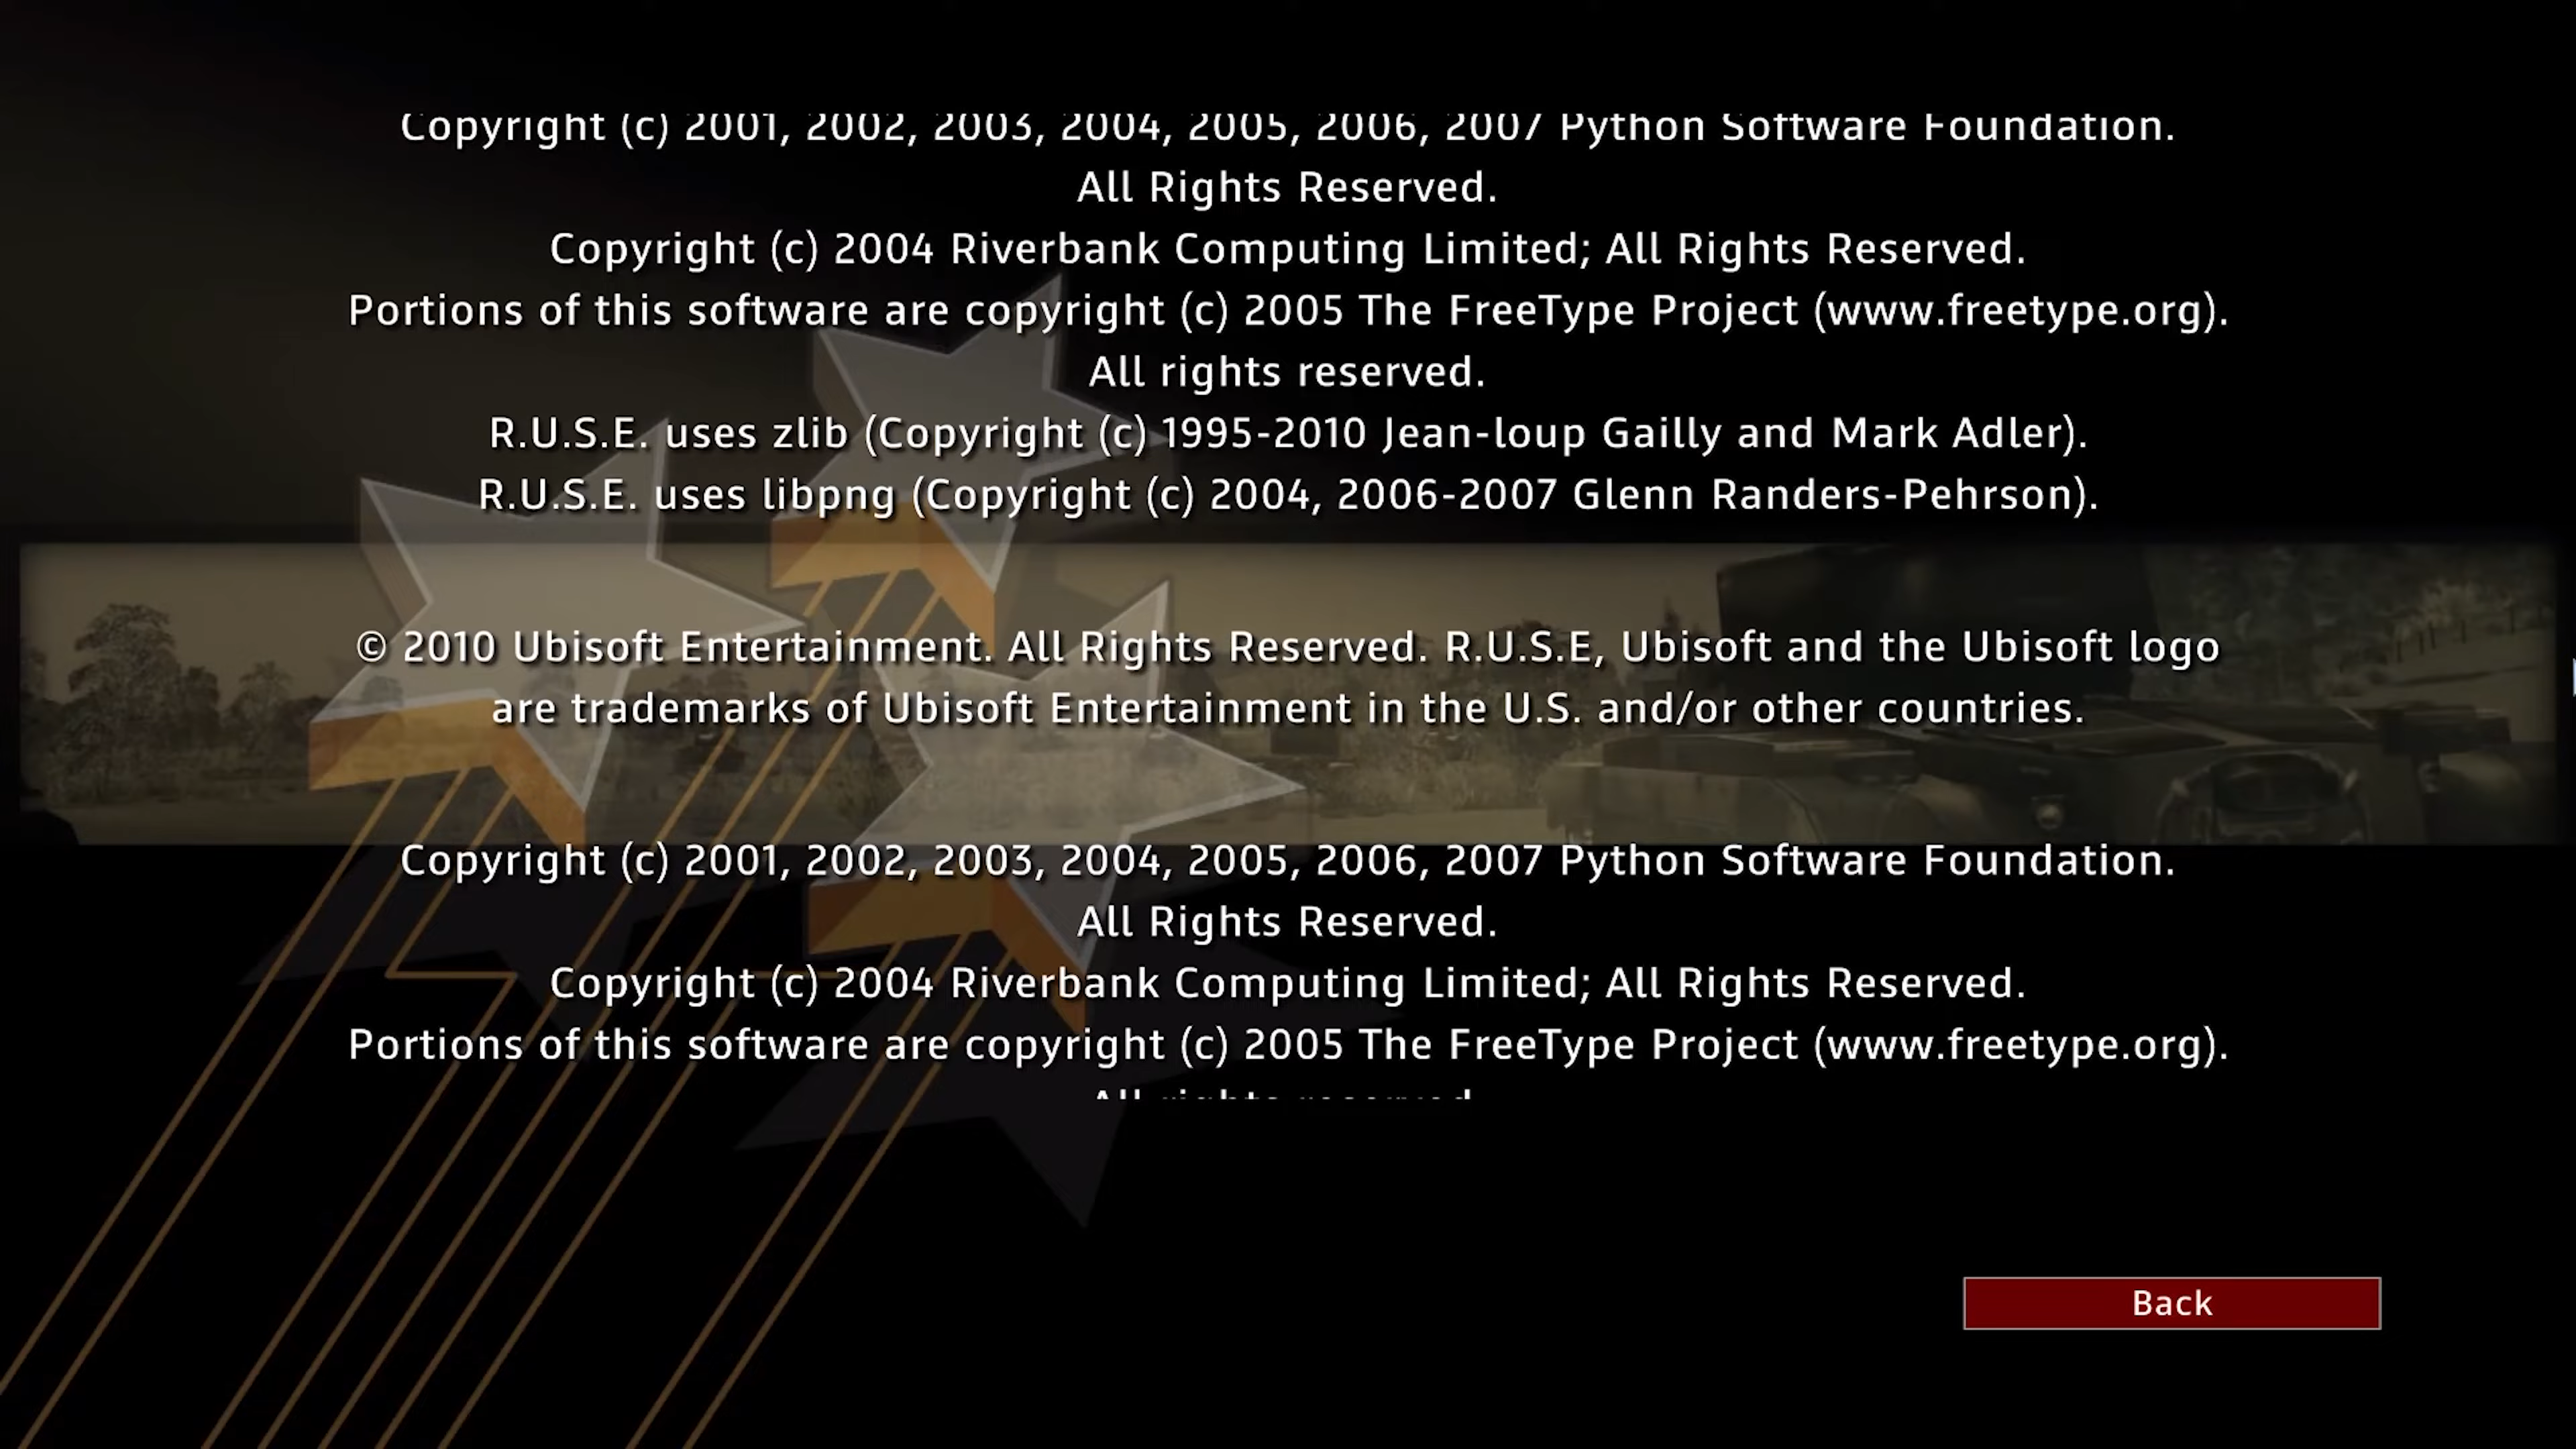 Copyright (c) 2001, 2002, 2003, 2004, 2005, 2006, 2007 Python Software Foundation.
All Rights Reserved.
Copyright (c) 2004 Riverbank Computing Limited; All Rights Reserved.
Portions of this software are copyright (c) 2005 The FreeType Project (www.freetype.org).
All rights reserved.
R.U.S.E. uses zlib (Copyright (c) 1995-2010 Jean-loup Gailly and Mark Adler).
R.U.S.E. uses libpng (Copyright (c) 2004, 2006-2007 Glenn Randers-Pehrson).
© 2010 Ubisoft Entertainment. All Rights Reserved. R.U.S.E, Ubisoft and the Ubisoft logo
are trademarks of Ubisoft Entertainment in the U.S. and/or other countries.
Copyright (c) 2001, 2002, 2003, 2004, 2005, 2006, 2007 Python Software Foundation.
All Rights Reserved.
Copyright (c) 2004 Riverbank Computing Limited; All Rights Reserved.
Portions of this software are copyright (c) 2005 The FreeType Project (www.freetype.org).
All rights reserved
Back